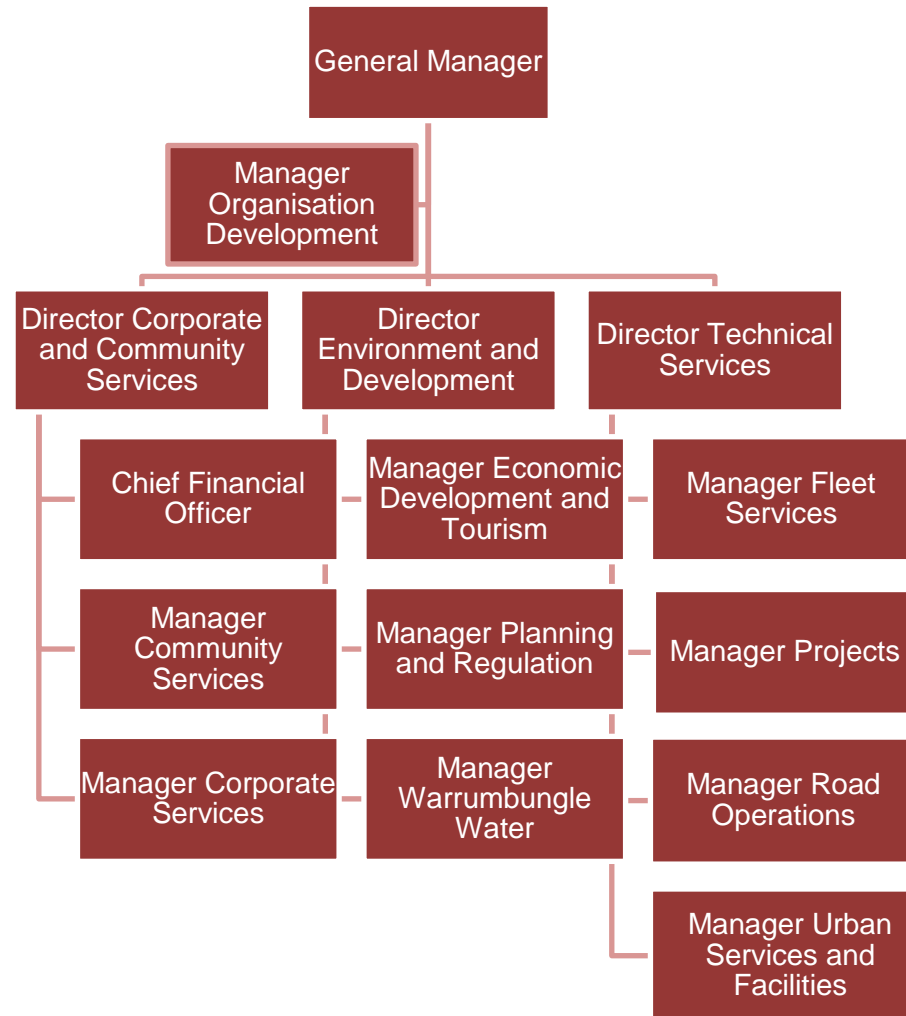 General Manager
Manager
Organisation
Development
Director Corporate
and Community
Services
Director
Environment and
Development
Director Technical
Services
Chief Financial
Officer
Manager Economic
Development and
Tourism
Manager Fleet
Services
Manager
Community
Services
Manager Planning
and Regulation
Manager Projects
Manager Corporate
Services
Manager
Warrumbungle
Water
Manager Road
Operations
Manager Urban
Services and
Facilities